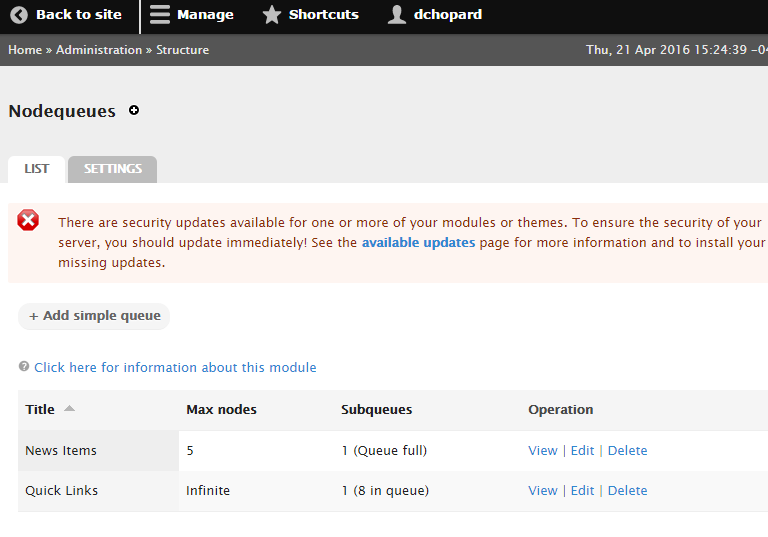 Back to site Manage Shortcuts dchopard
Home » Administration » Structure Thu, 21 Apr 2016 15:24:39 -04
Nodequeues
LIST SETTINGS
There are security updates available for one or more of your modules or themes. To ensure the security of your
server, you should update immediately! See the available updates page for more information and to install your
missing updates.
+ Add simple queue
Click here for information about this module
Title Max nodes Subqueues Operation
News Items 5 1 (Queue full) View | Edit | Delete
Quick Links Infinite 1 (8 in queue) View | Edit | Delete